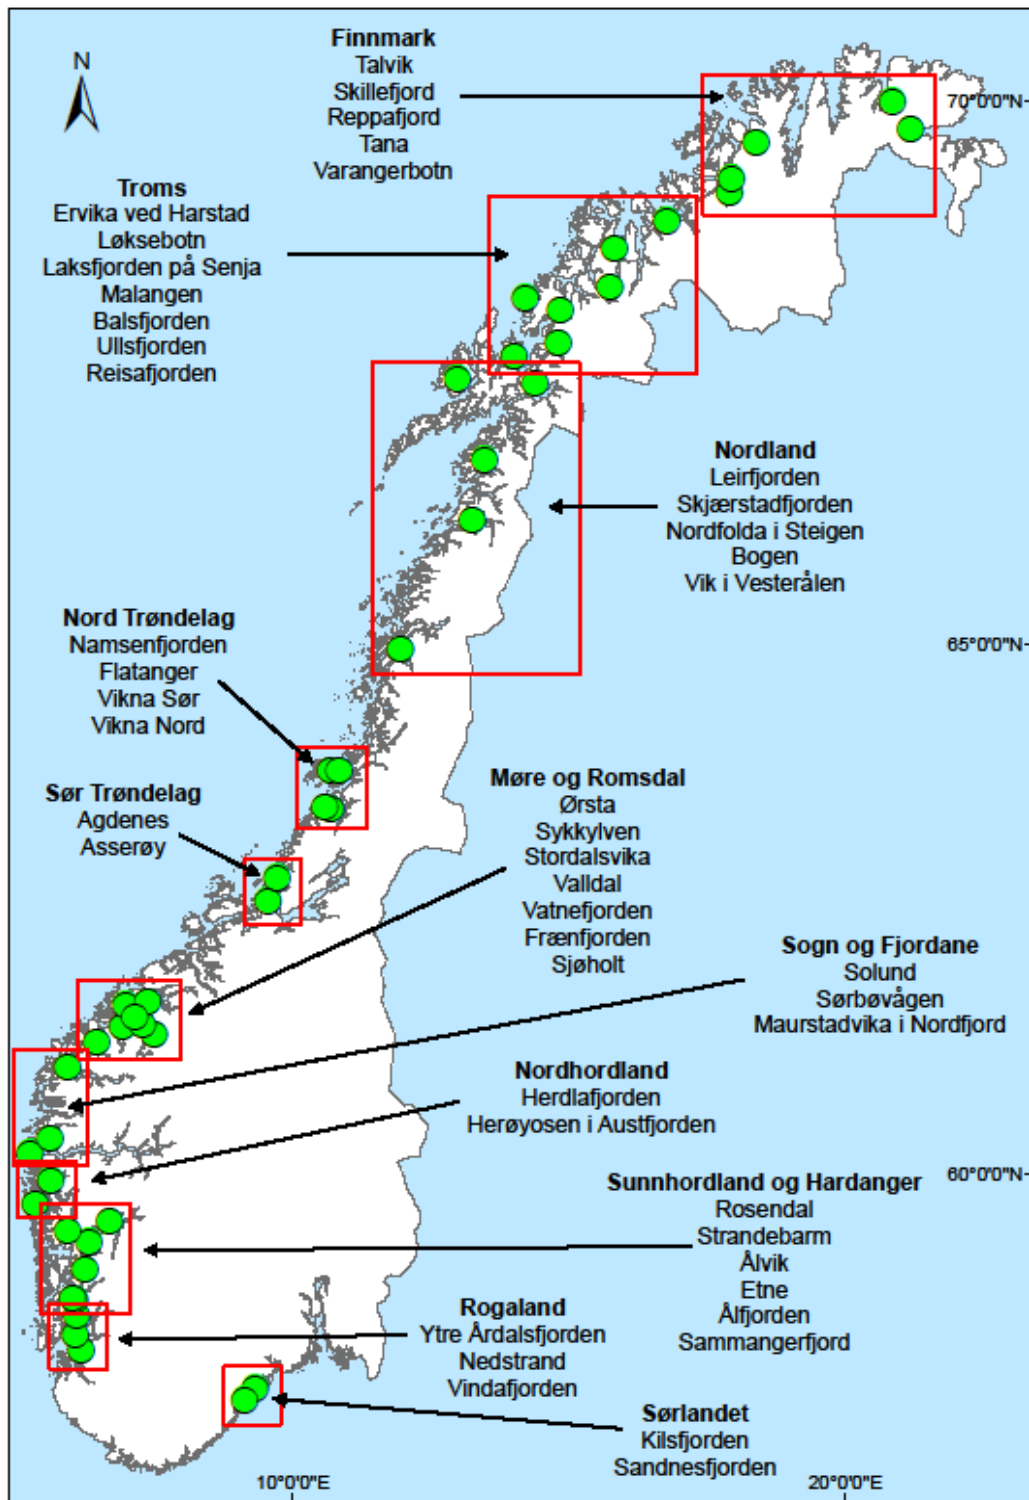 N
Finnmark
Talvik
Skillefjord
Reppafjord
Tana
Varangerbotn
70°0'0"N
Troms
Ervika ved Harstad
Løksebotn
Laksfjorden på Senja
Malangen
Balsfjorden
Ullsfjorden
Reisafjorden
Nordland
Leirfjorden
Skjærstadfjorden
Nordfolda i Steigen
Bogen
Vik i Vesterålen
Nord Trøndelag
Namsenfjorden
Flatanger
Vikna Sør
Vikna Nord
65°0'0"N
Sør Trøndelag
Agdenes
Asserøy
Møre og Romsdal
Ørsta
Sykkylven
Stordalsvika
Valldal
Vatnefjorden
Frænfjorden
Sjøholt
Sogn og Fjordane
Solund
Sørbøvågen
Maurstadvika i Nordfjord
Nordhordland
Herdlafjorden
Herøyosen i Austfjorden
60°0'0"N
Sunnhordland og Hardanger
Rosendal
Strandebarm
Ålvik
Etne
Ålfjorden
Sammangerfjord
Rogaland
Ytre Årdalsfjorden
Nedstrand
Vindafjorden
Sørlandet
Kilsfjorden
Sandnesfjorden
10°0'0"E
20°0'0"E